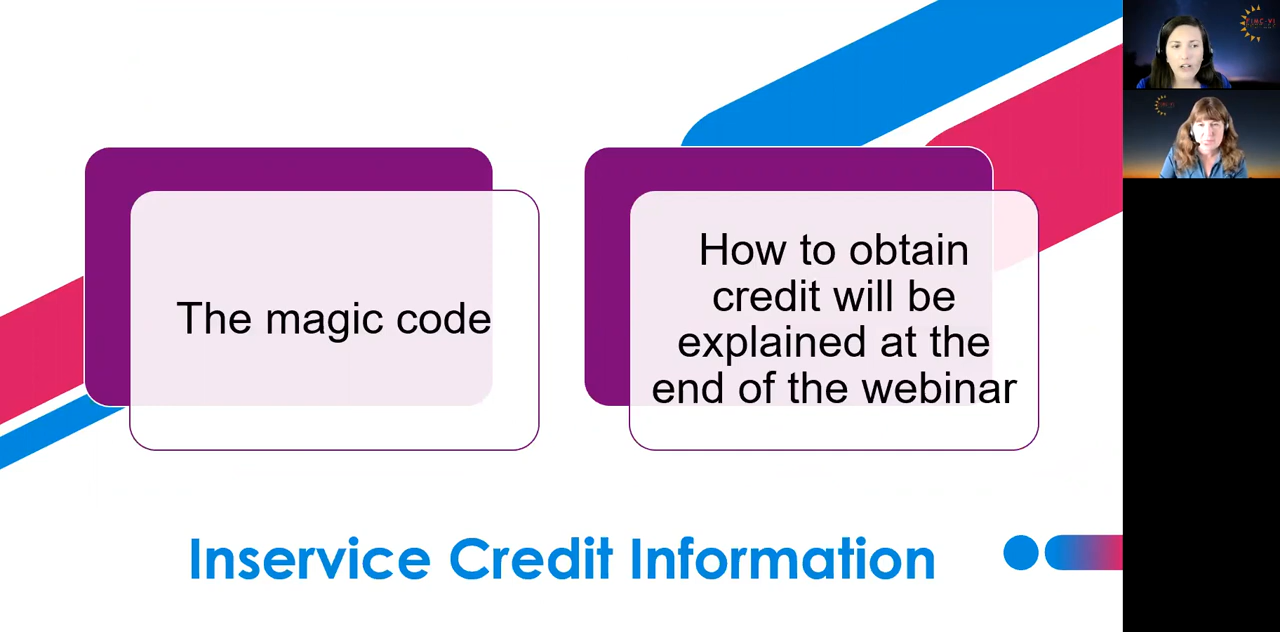 The magic code
How to obtain
credit will be
explained at the
end of the webinar
Inservice Credit Information